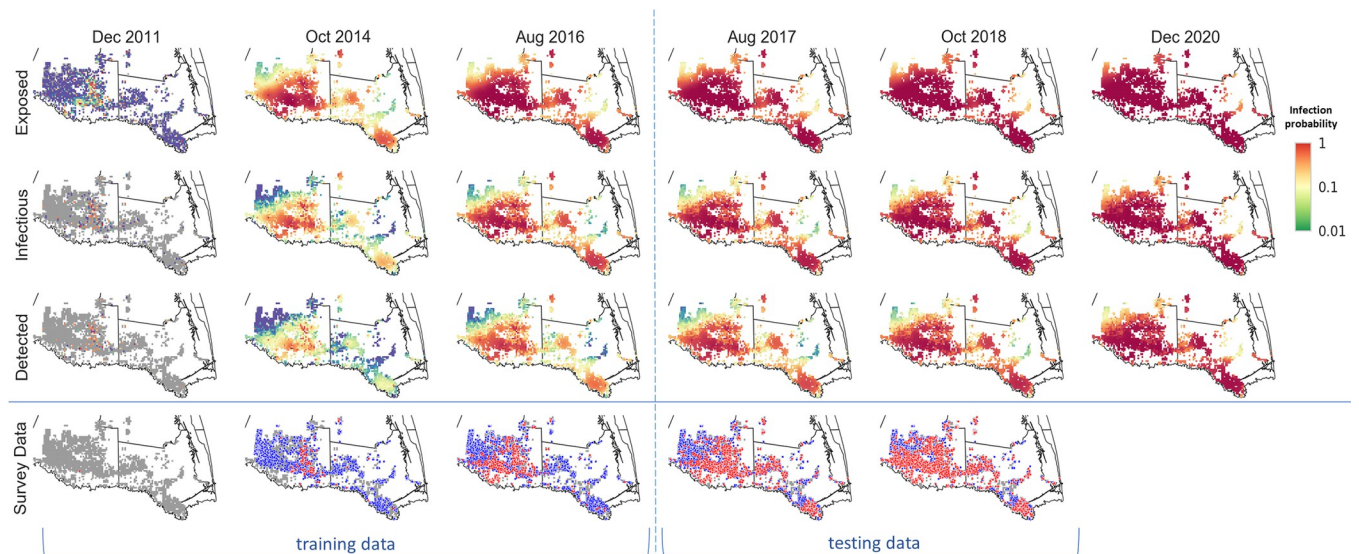 Dec 2011
Oct 2014
Aug 2016
Aug 2017
Oct 2018
Dec 2020
Exposed
Infection
probability
1
0.1
0.01
Infectious
Detected
Survey Data
training data
testing data